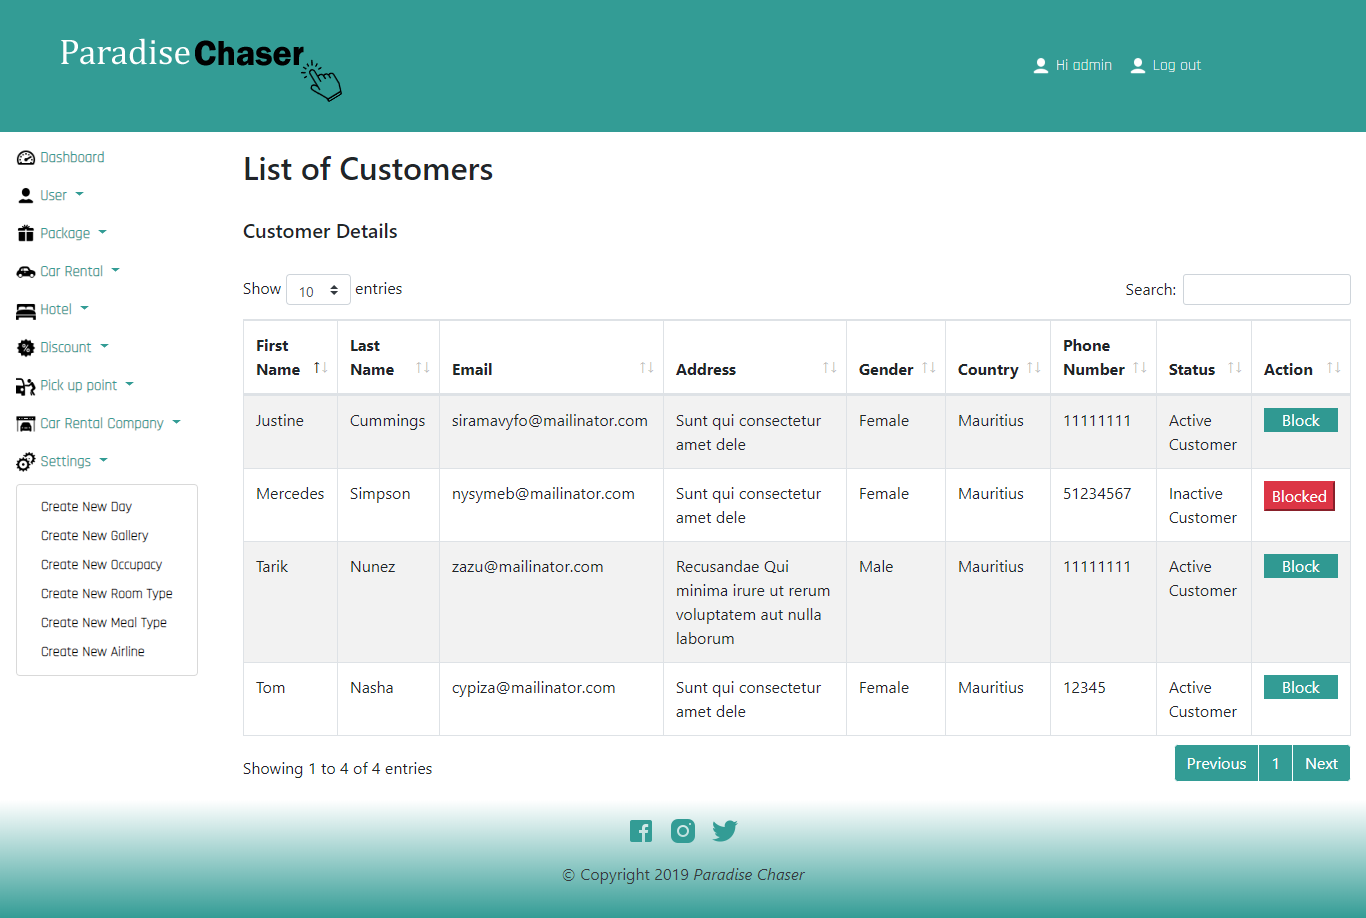 Paradise Chaser
Hi admin
Log out
Dashboard
User
Package
Car Rental
Hotel
Discount
Pick up point
Car Rental Company
Settings
Create New Day
Create New Gallery
Create New Occupacy
Create New Room Type
Create New Meal Type
Create New Airline
List of Customers
Customer Details
Show 10 entries
Search:
First Name Last Name Email Address Gender Country Phone Number Status Action
Justine Cummings siramavyfo@mailinator.com Sunt qui consectetur amet dele Female Mauritius 11111111 Active Customer Block
Mercedes Simpson nysymeb@mailinator.com Sunt qui consectetur amet dele Female Mauritius 51234567 Inactive Customer Blocked
Tarik Nunez zazu@mailinator.com Recusandae Qui minima irure ut rerum voluptatem aut nulla laborum Male Mauritius 11111111 Active Customer Block
Tom Nasha cypiza@mailinator.com Sunt qui consectetur amet dele Female Mauritius 12345 Active Customer Block
Showing 1 to 4 of 4 entries
Previous 1 Next
© Copyright 2019 Paradise Chaser